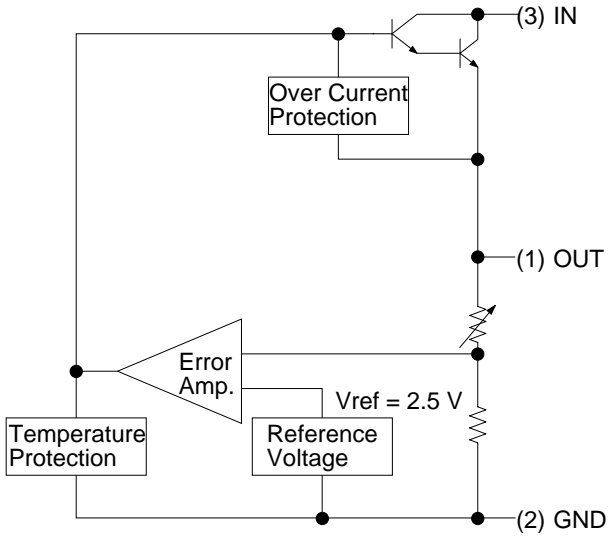 (3) IN
Over Current
Protection
(1) OUT
Error
Amp.
Vref = 2.5 V
Temperature
Protection
Reference
Voltage
(2) GND